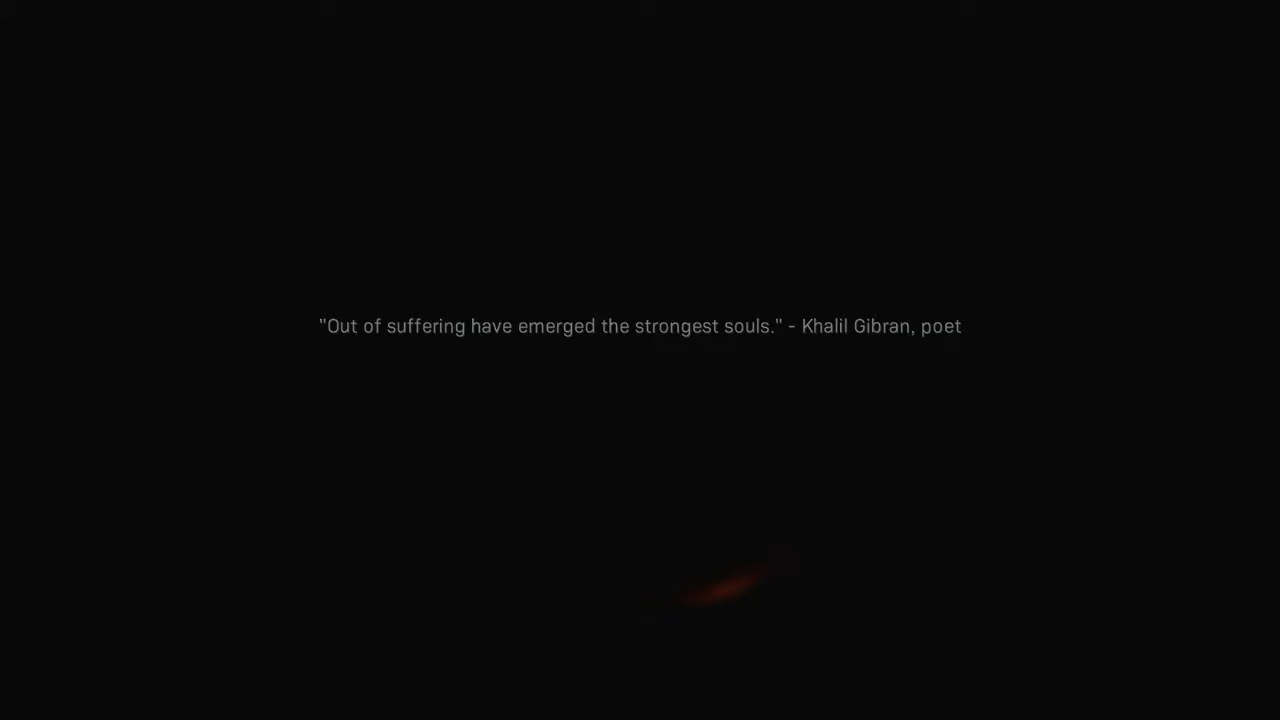 "Out of suffering have emerged the strongest souls." - Khalil Gibran, poet